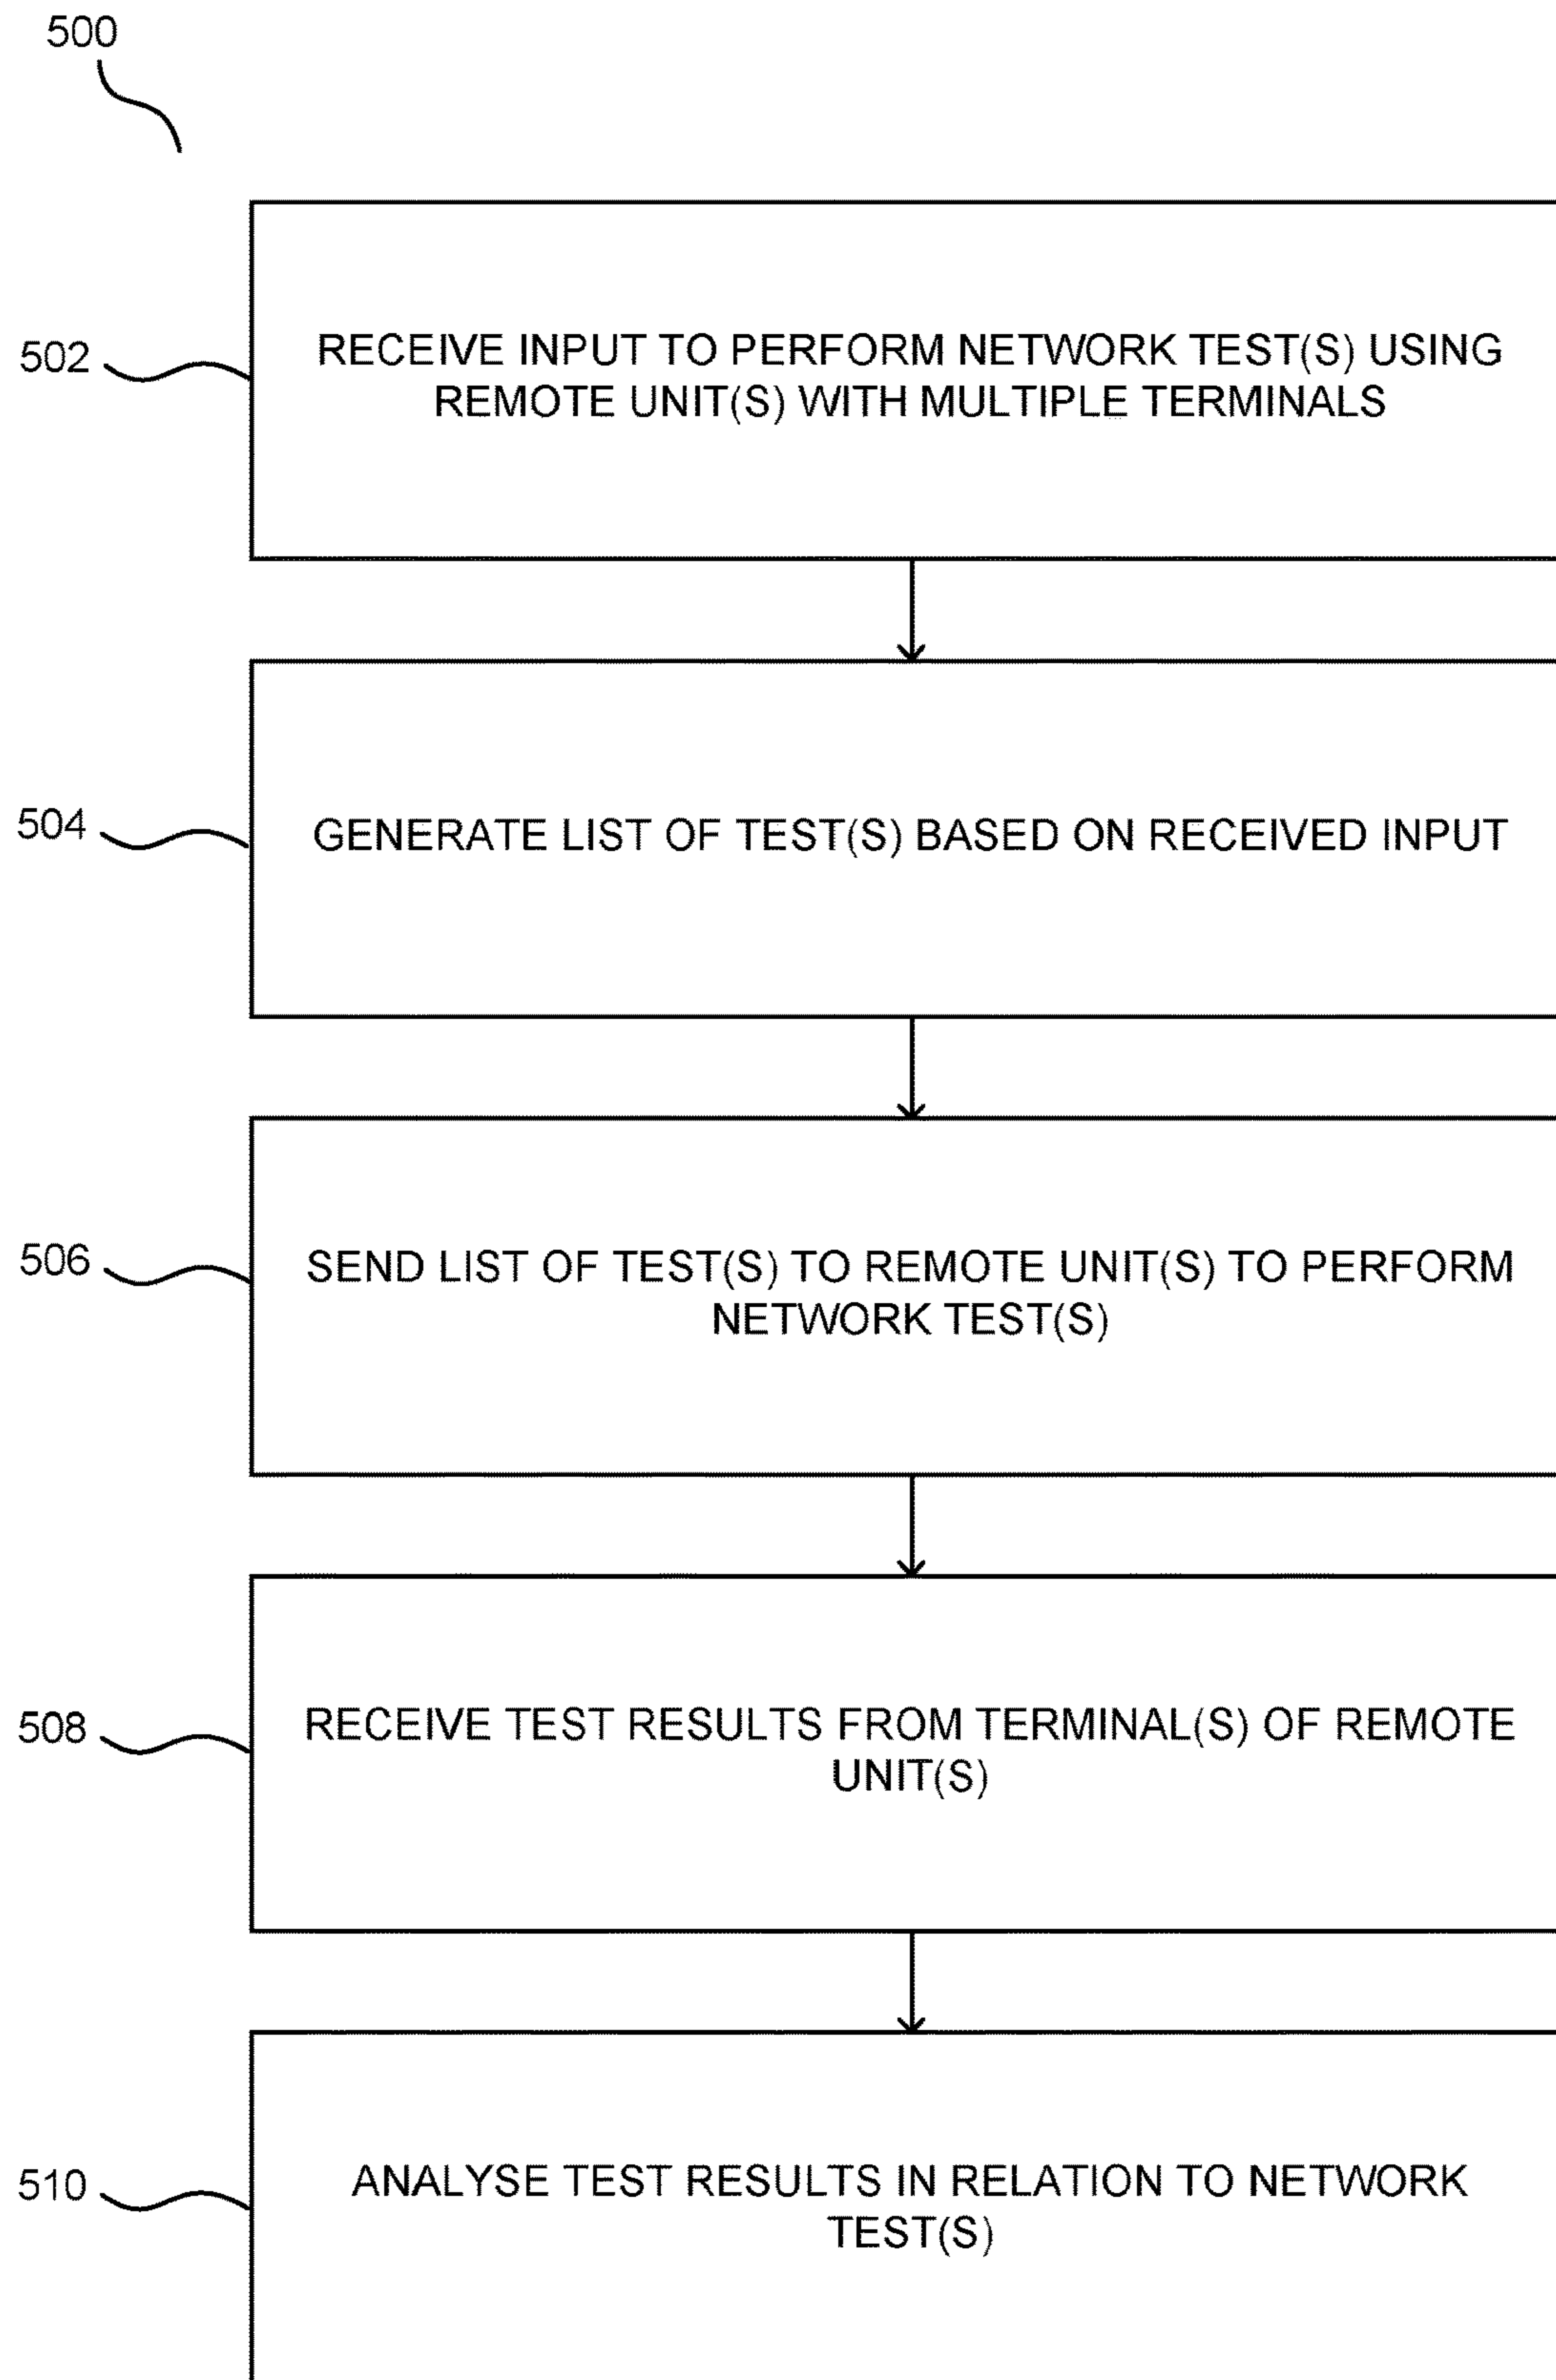 500
502
RECEIVE INPUT TO PERFORM NETWORK TEST(S) USING
REMOTE UNIT(S) WITH MULTIPLE TERMINALS
504
GENERATE LIST OF TEST(S) BASED ON RECEIVED INPUT
506
SEND LIST OF TEST(S) TO REMOTE UNIT(S) TO PERFORM
NETWORK TEST(S)
508
RECEIVE TEST RESULTS FROM TERMINAL(S) OF REMOTE
UNIT(S)
510
ANALYSE TEST RESULTS IN RELATION TO NETWORK
TEST(S)